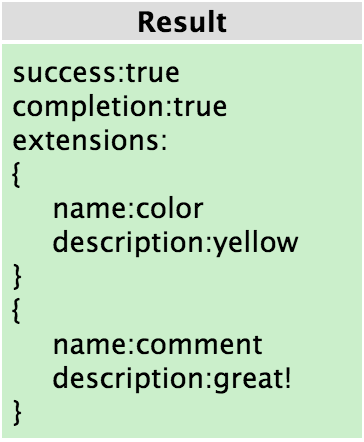 Result
success:true
completion:true
extensions:
{
name:color
description:yellow
}
{
name:comment
description:great!
}